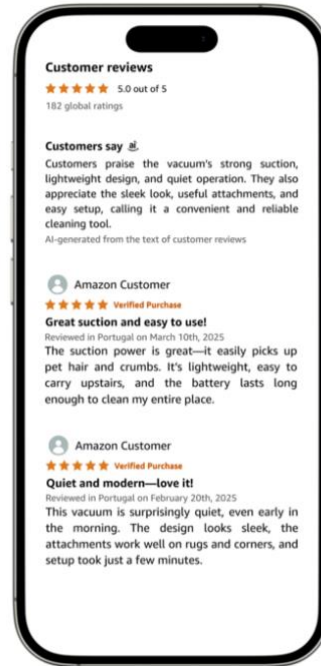 Customer reviews
5.0 out of 5
182 global ratings
Customers say ai
Customers praise the vacuum's strong suction,
lightweight design, and quiet operation. They also
appreciate the sleek look, useful attachments, and
easy setup, calling it a convenient and reliable
cleaning tool.
AI-generated from the text of customer reviews
Amazon Customer
Verified Purchase
Great suction and easy to use!
Reviewed in Portugal on March 10th, 2025
The suction power is great—it easily picks up
pet hair and crumbs. It's lightweight, easy to
carry upstairs, and the battery lasts long
enough to clean my entire place.
Amazon Customer
Verified Purchase
Quiet and modern—love it!
Reviewed in Portugal on February 20th, 2025
This vacuum is surprisingly quiet, even early in
the morning. The design looks sleek, the
attachments work well on rugs and corners, and
setup took just a few minutes.